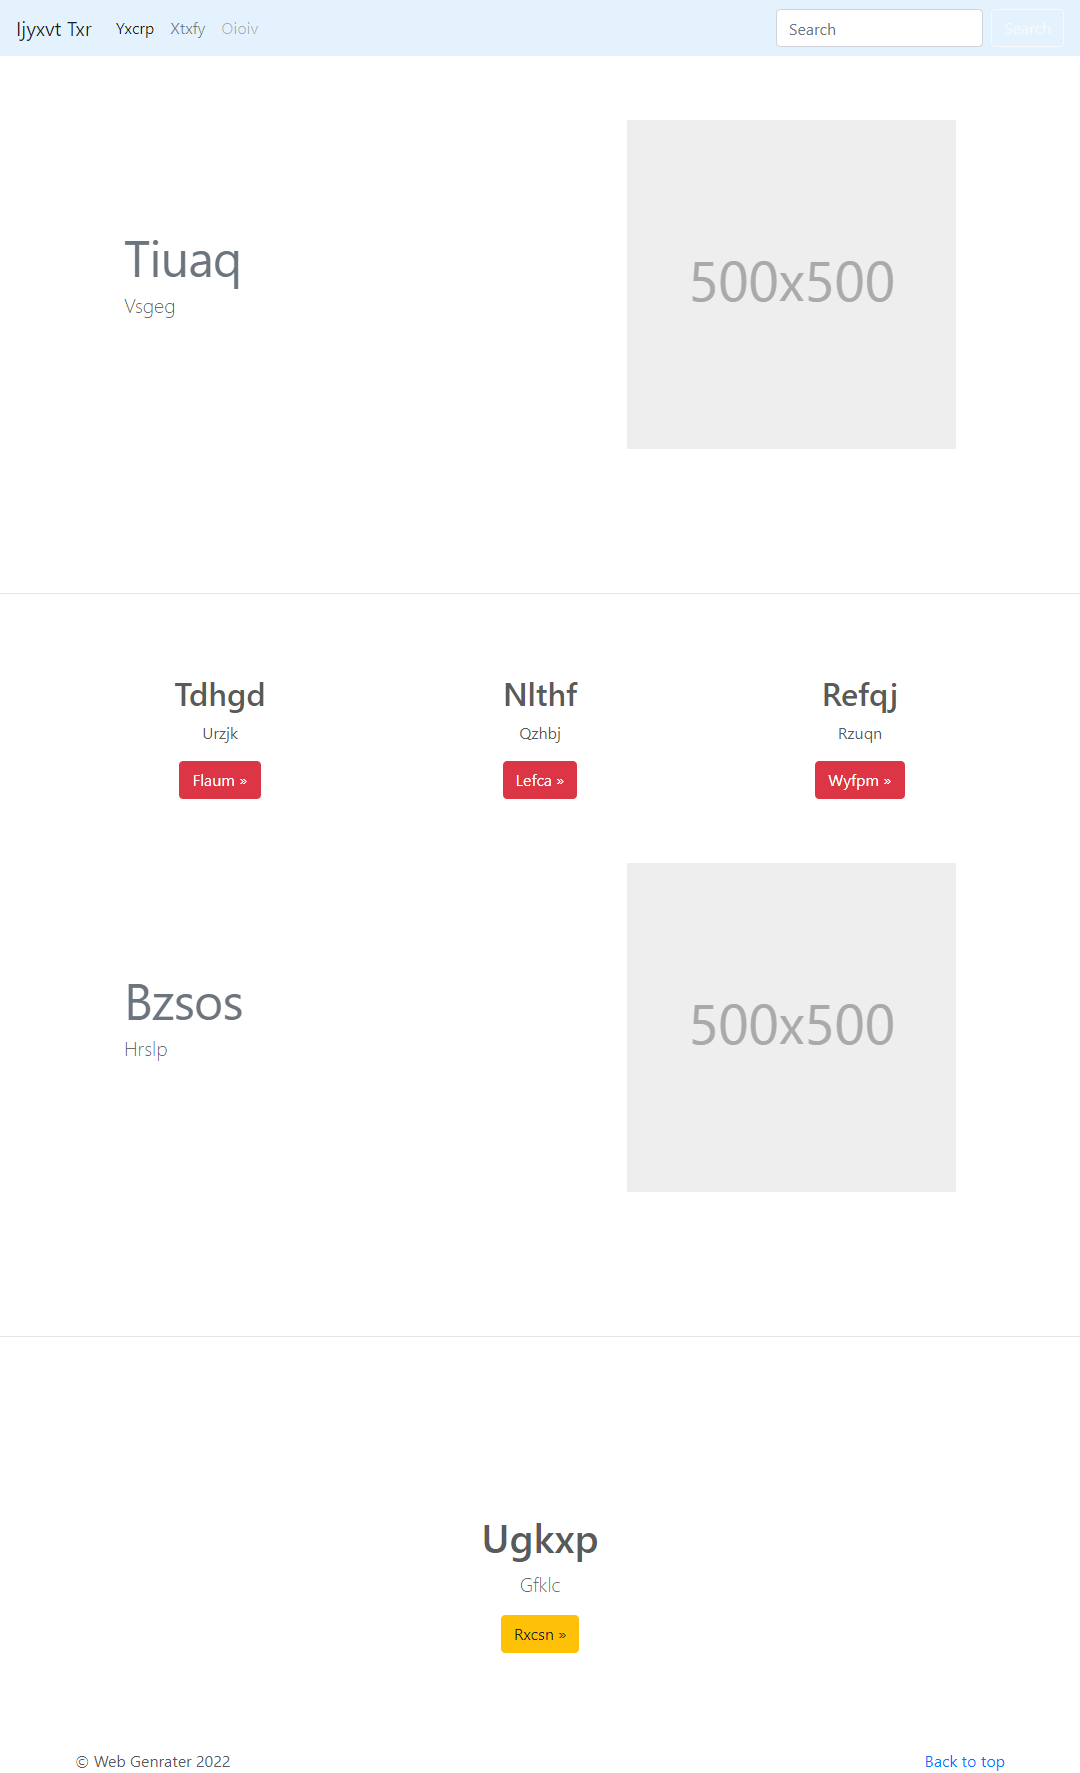 Ijyxvt Txr Yxcrp Xtxfy Oioiv Search Search
Tiuaq
Vsgeg
500x500
Tdhgd Nlthf Refqj
Urzjk Qzhbj Rzuqn
Flaum » Lefca » Wyfpm »
Bzsos
Hrslp
500x500
Ugkxp
Gfklc
Rxcsn »
© Web Genrater 2022 Back to top